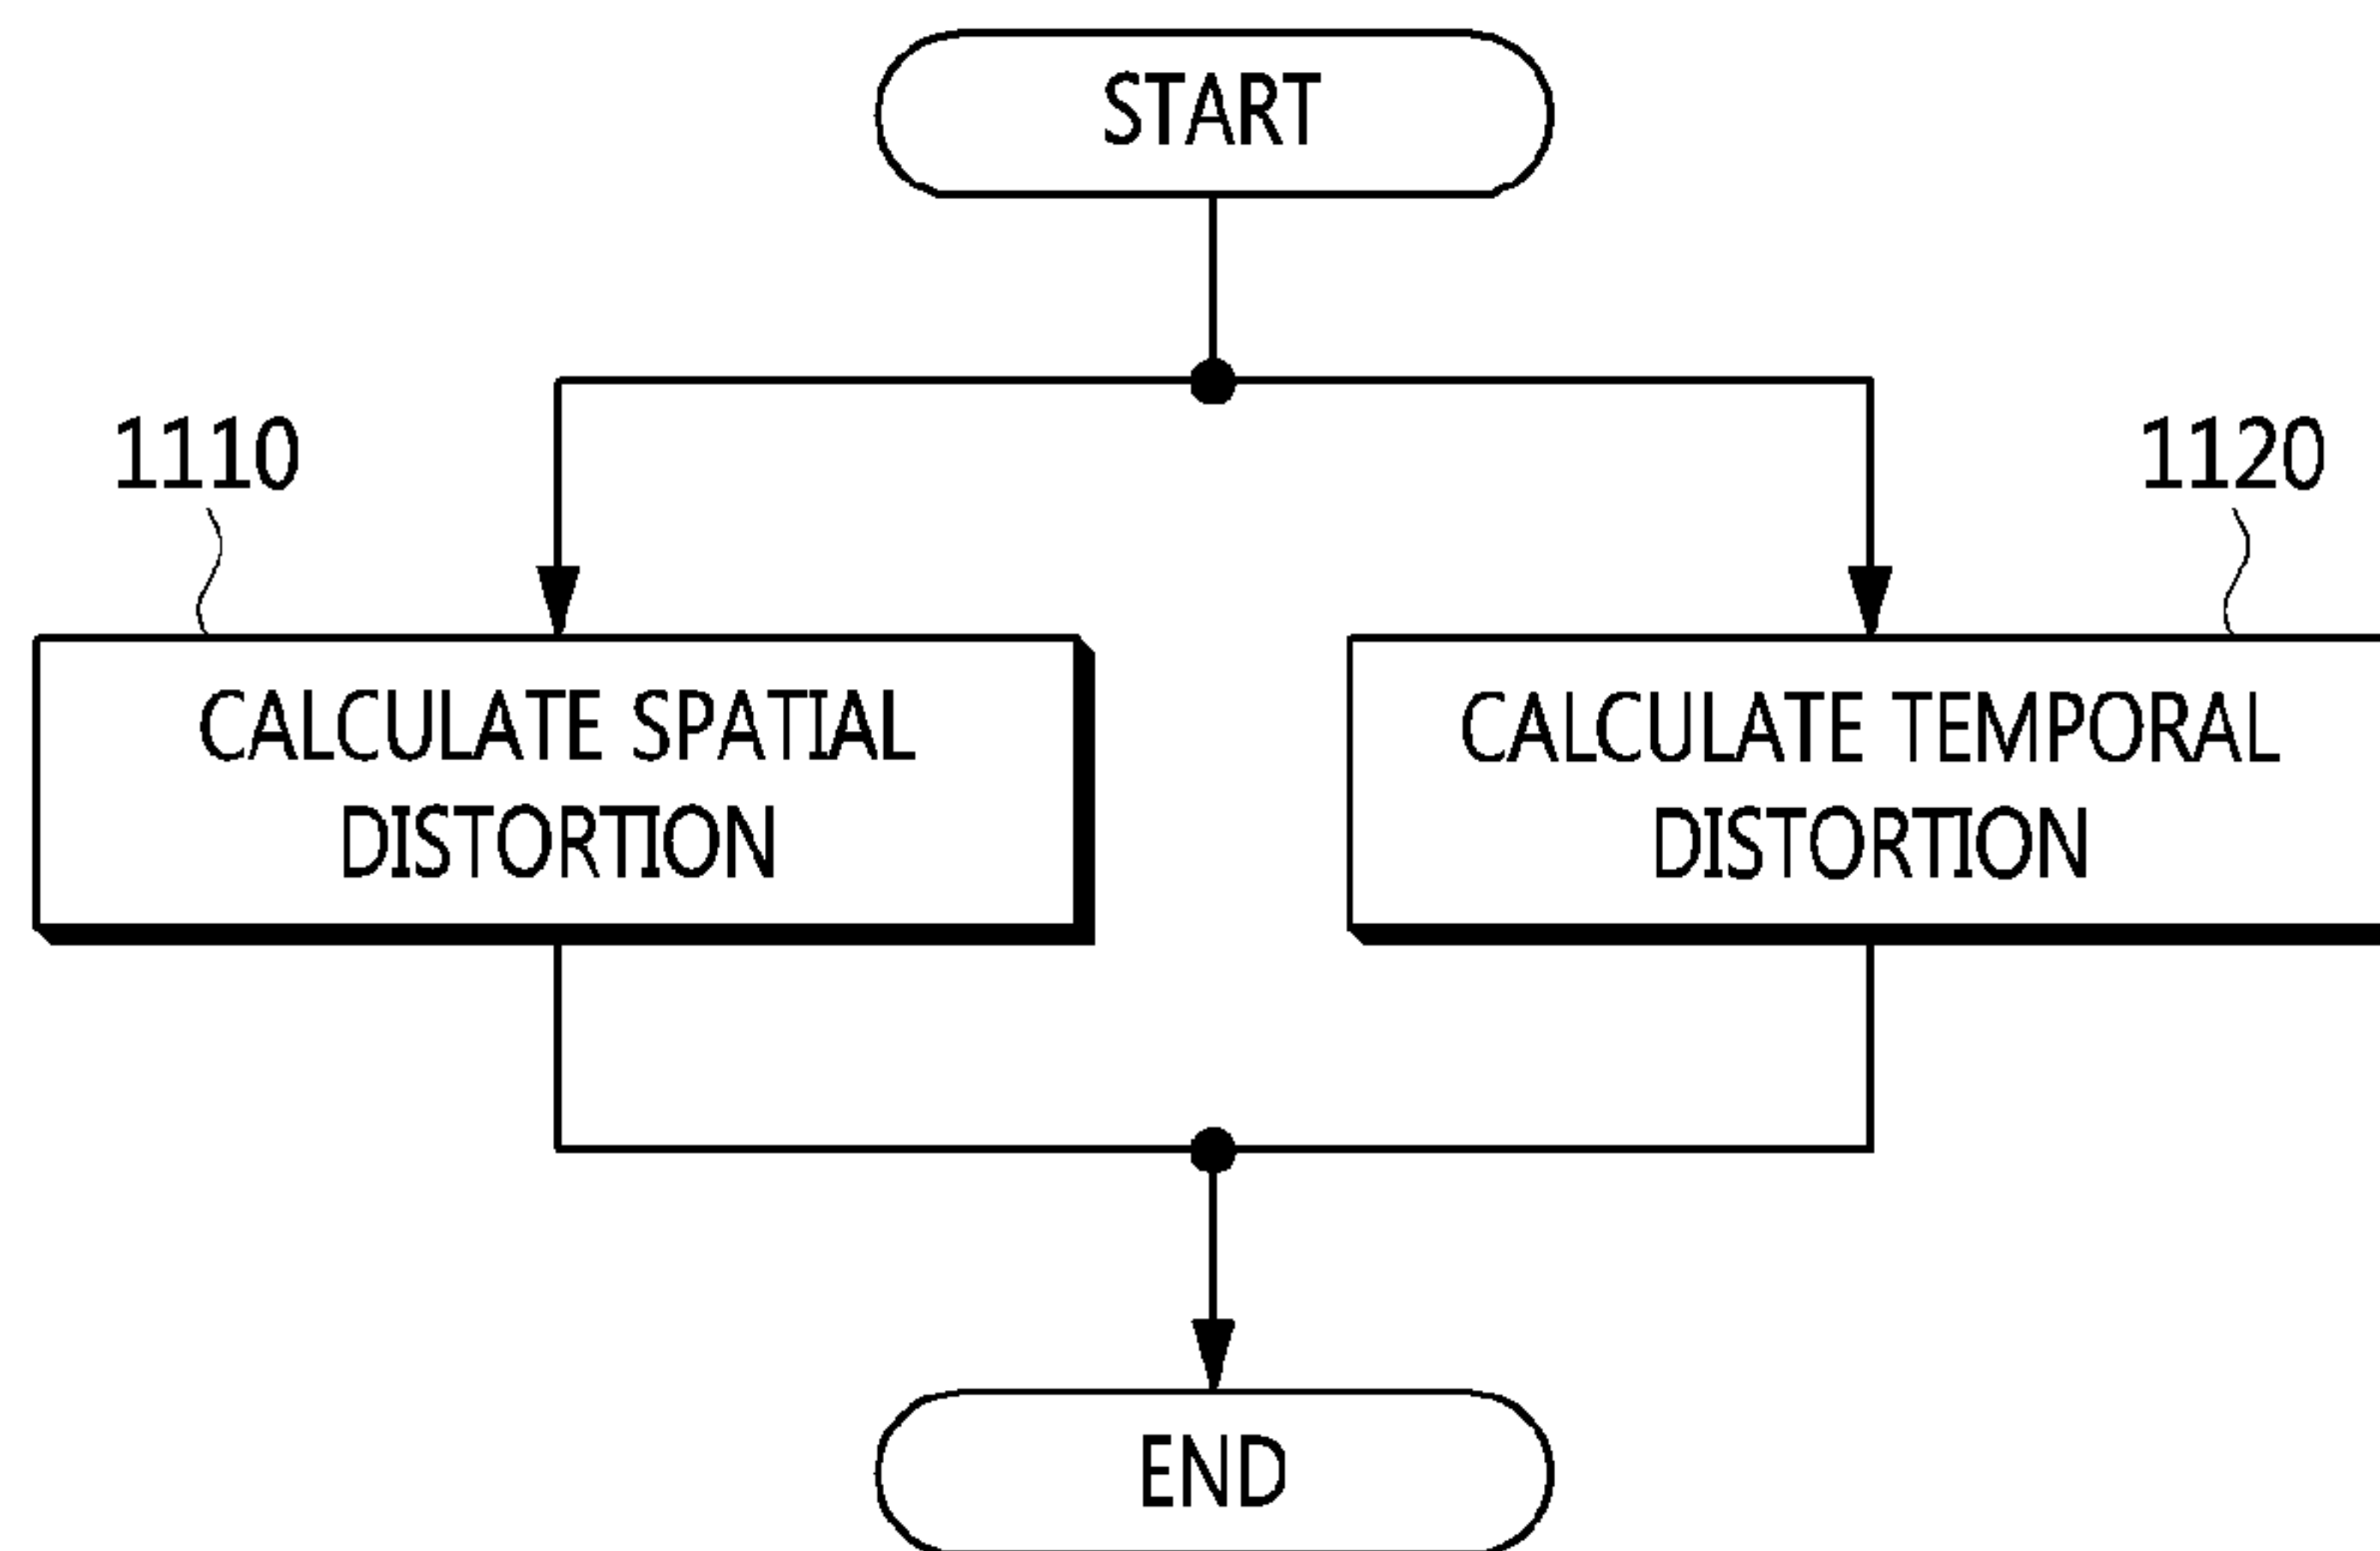 START
1110
1120
CALCULATE SPATIAL
DISTORTION
CALCULATE TEMPORAL
DISTORTION
END